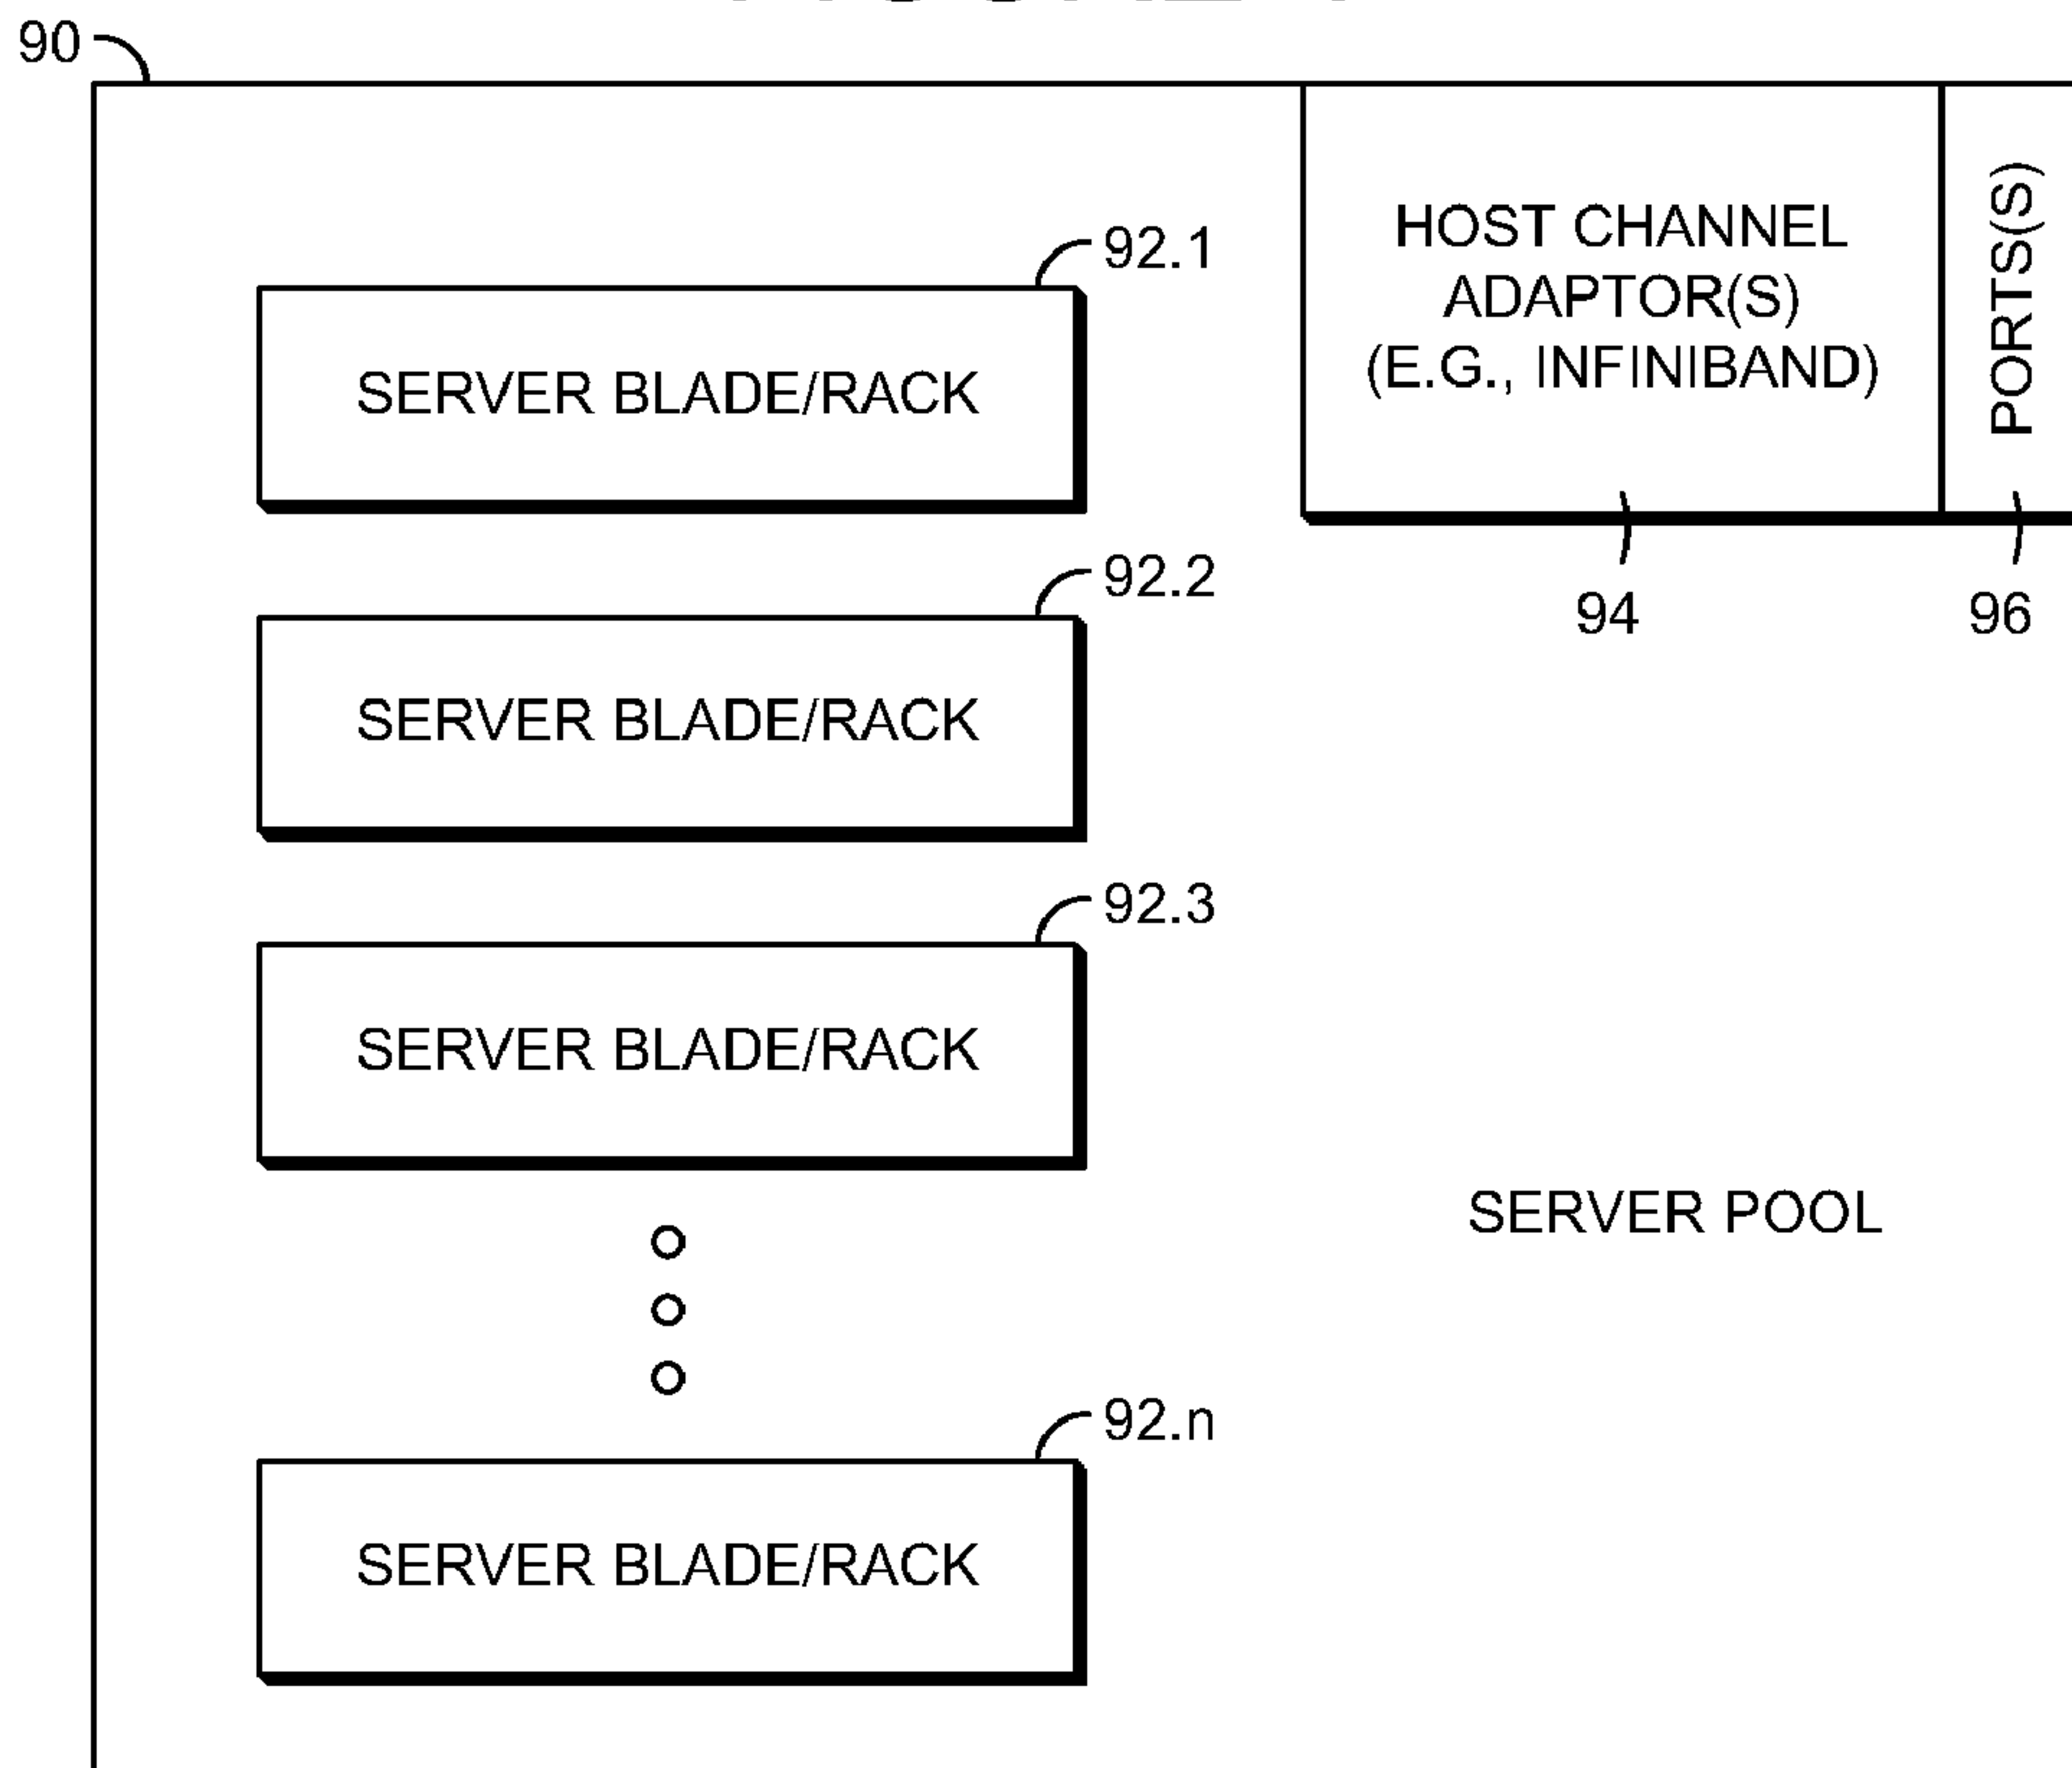 90
HOST CHANNEL
ADAPTOR(S)
(E.G., INFINIBAND)
PORTS(S)
92.1
SERVER BLADE/RACK
92.2
94
96
SERVER BLADE/RACK
92.3
SERVER BLADE/RACK
SERVER POOL
92.n
SERVER BLADE/RACK